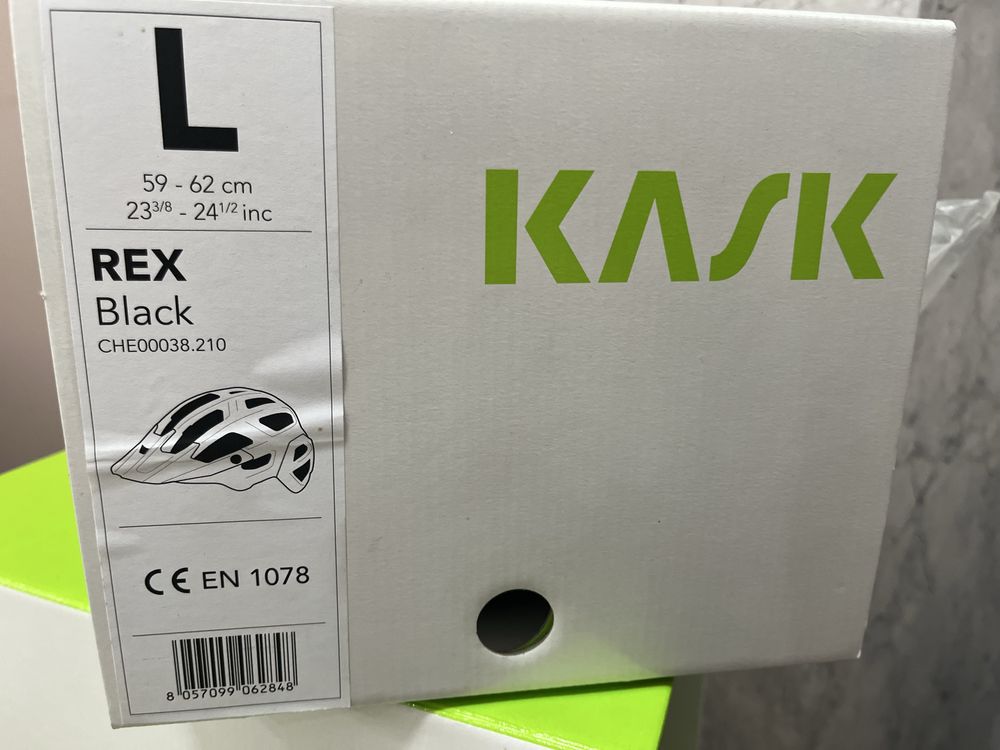 L
59 - 62 cm
23 3/8 - 24 1/2 inc
REX
Black
CHE00038.210
CE EN 1078
8 057099 062848
KASK